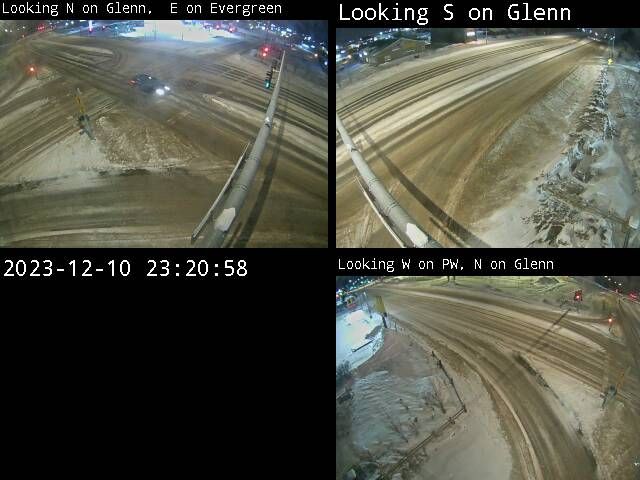 Looking N on Glenn,  E on Evergreen
Looking S on Glenn
2023-12-10 23:20:58
Looking W on PW, N on Glenn